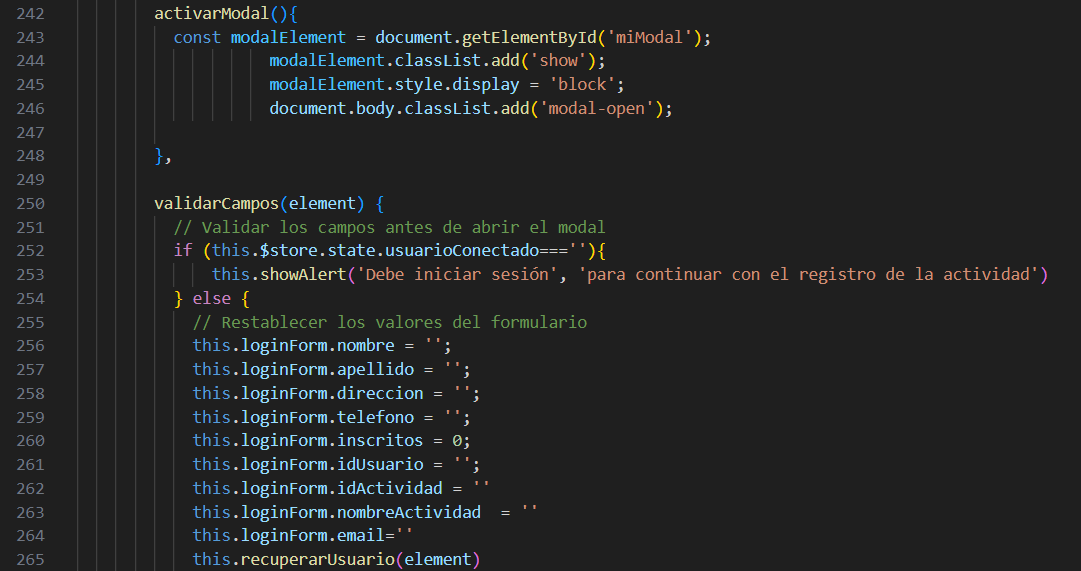 242 activarModal(){
243 const modalElement = document.getElementById('miModal');
244 modalElement.classList.add('show');
245 modalElement.style.display = 'block';
246 document.body.classList.add('modal-open');
247
248 },
249
250 validarCampos(element) {
251 // Validar los campos antes de abrir el modal
252 if (this.$store.state.usuarioConectado===''){
253 this.showAlert('Debe iniciar sesión', 'para continuar con el registro de la actividad')
254 } else {
255 // Restablecer los valores del formulario
256 this.loginForm.nombre = '';
257 this.loginForm.apellido = '';
258 this.loginForm.direccion = '';
259 this.loginForm.telefono = '';
260 this.loginForm.inscritos = 0;
261 this.loginForm.idUsuario = '';
262 this.loginForm.idActividad = ''
263 this.loginForm.nombreActividad  = ''
264 this.loginForm.email=''
265 this.recuperarUsuario(element)